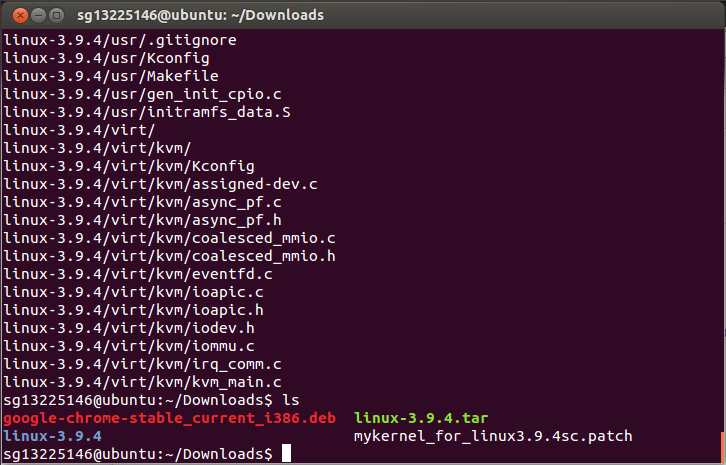 sg13225146@ubuntu: ~/Downloads
linux-3.9.4/usr/.gitignore
linux-3.9.4/usr/Kconfig
linux-3.9.4/usr/Makefile
linux-3.9.4/usr/gen_init_cpio.c
linux-3.9.4/usr/initramfs_data.S
linux-3.9.4/virt/
linux-3.9.4/virt/kvm/
linux-3.9.4/virt/kvm/Kconfig
linux-3.9.4/virt/kvm/assigned-dev.c
linux-3.9.4/virt/kvm/async_pf.c
linux-3.9.4/virt/kvm/async_pf.h
linux-3.9.4/virt/kvm/coalesced_mmio.c
linux-3.9.4/virt/kvm/coalesced_mmio.h
linux-3.9.4/virt/kvm/eventfd.c
linux-3.9.4/virt/kvm/ioapic.c
linux-3.9.4/virt/kvm/ioapic.h
linux-3.9.4/virt/kvm/iodev.h
linux-3.9.4/virt/kvm/iommu.c
linux-3.9.4/virt/kvm/irq_comm.c
linux-3.9.4/virt/kvm/kvm_main.c
sg13225146@ubuntu:~/Downloads$ ls
google-chrome-stable_current_i386.deb  linux-3.9.4.tar
linux-3.9.4                            mykernel_for_linux3.9.4sc.patch
sg13225146@ubuntu:~/Downloads$